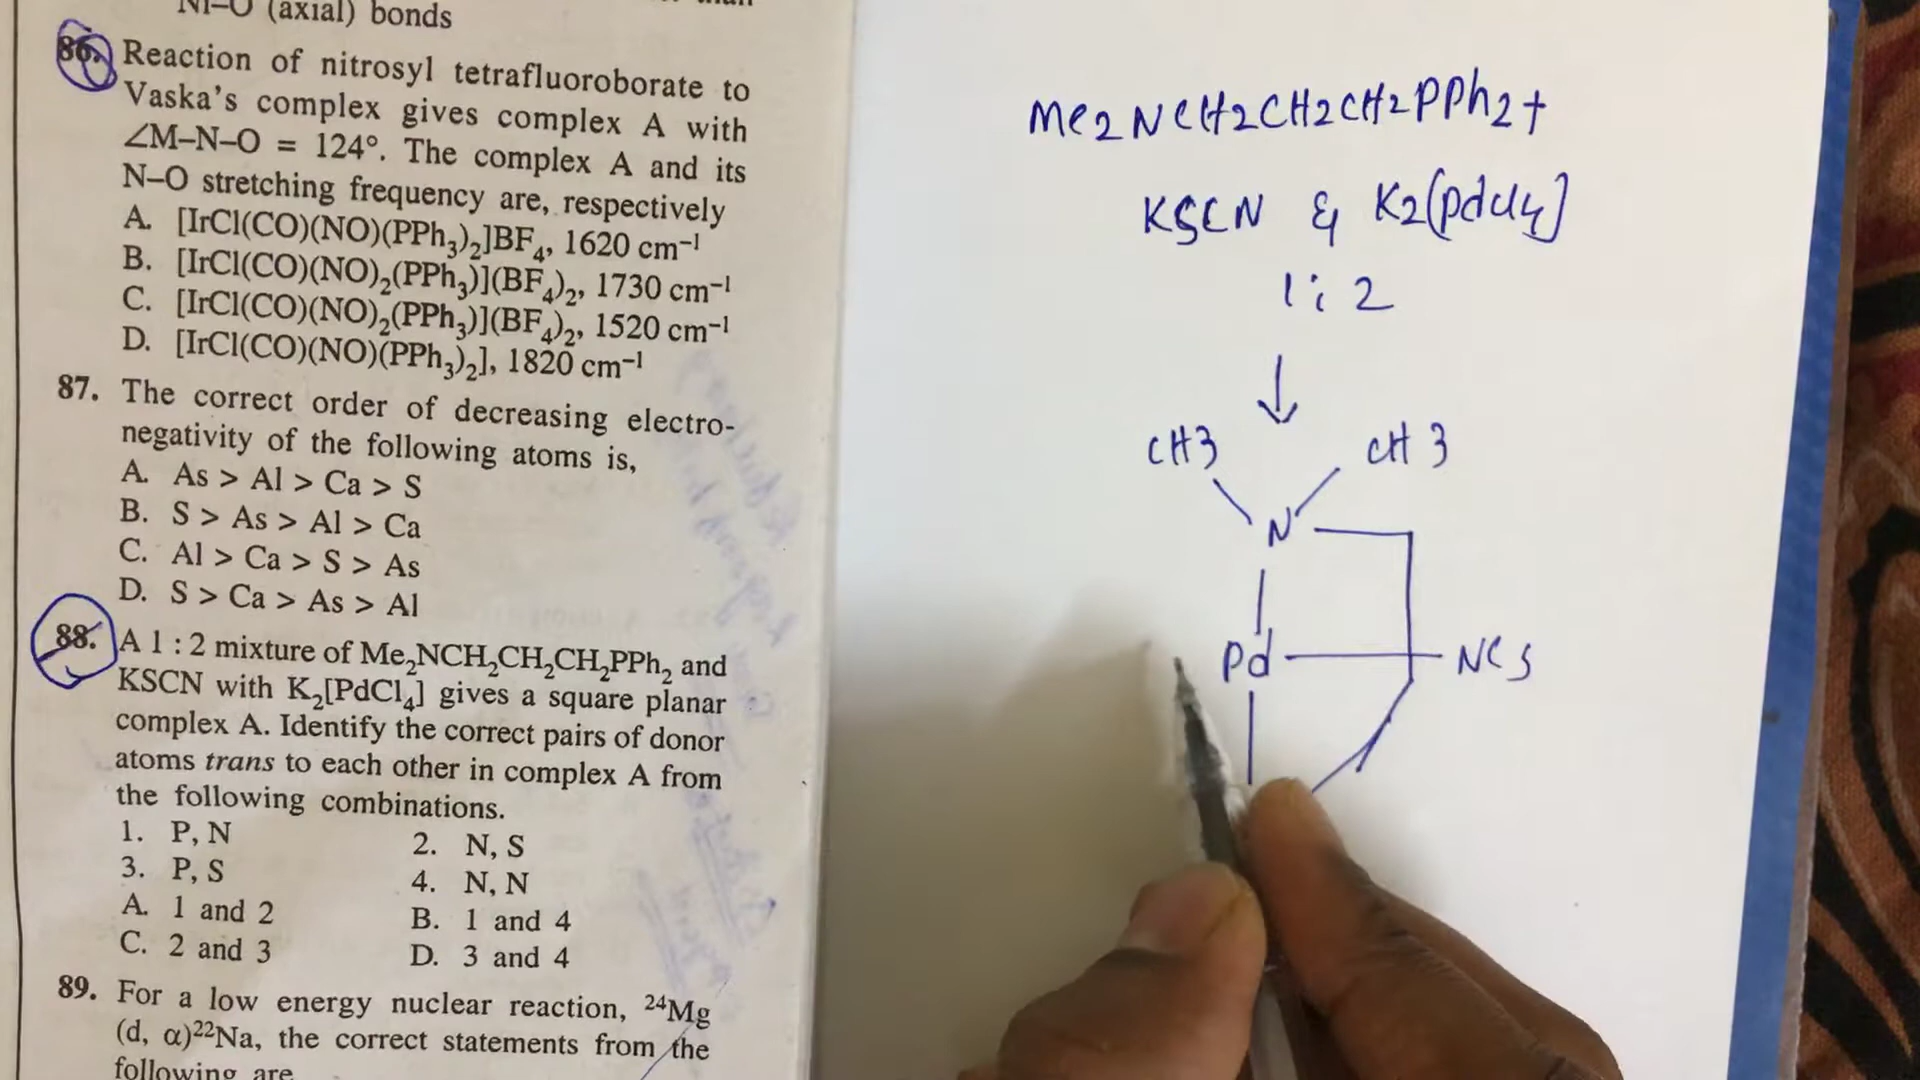 Ni–O (axial) bonds
86. Reaction of nitrosyl tetrafluoroborate to
Vaska's complex gives complex A with
∠M–N–O = 124°. The complex A and its
N–O stretching frequency are, respectively
A. [IrCl(CO)(NO)(PPh₃)₂]BF₄, 1620 cm⁻¹
B. [IrCl(CO)(NO)₂(PPh₃)](BF₄)₂, 1730 cm⁻¹
C. [IrCl(CO)(NO)₂(PPh₃)](BF₄)₂, 1520 cm⁻¹
D. [IrCl(CO)(NO)(PPh₃)₂], 1820 cm⁻¹
87. The correct order of decreasing electro-
negativity of the following atoms is,
A. As > Al > Ca > S
B. S > As > Al > Ca
C. Al > Ca > S > As
D. S > Ca > As > Al
88. A 1 : 2 mixture of Me₂NCH₂CH₂CH₂PPh₂ and
KSCN with K₂[PdCl₄] gives a square planar
complex A. Identify the correct pairs of donor
atoms trans to each other in complex A from
the following combinations.
1. P, N 2. N, S
3. P, S 4. N, N
A. 1 and 2 B. 1 and 4
C. 2 and 3 D. 3 and 4
89. For a low energy nuclear reaction, ²⁴Mg
(d, α)²²Na, the correct statements from the
following are
Me2NCH2CH2CH2PPh2+
KSCN & K2[PdCl4]
1:2
CH3 CH3
N
Pd NCS